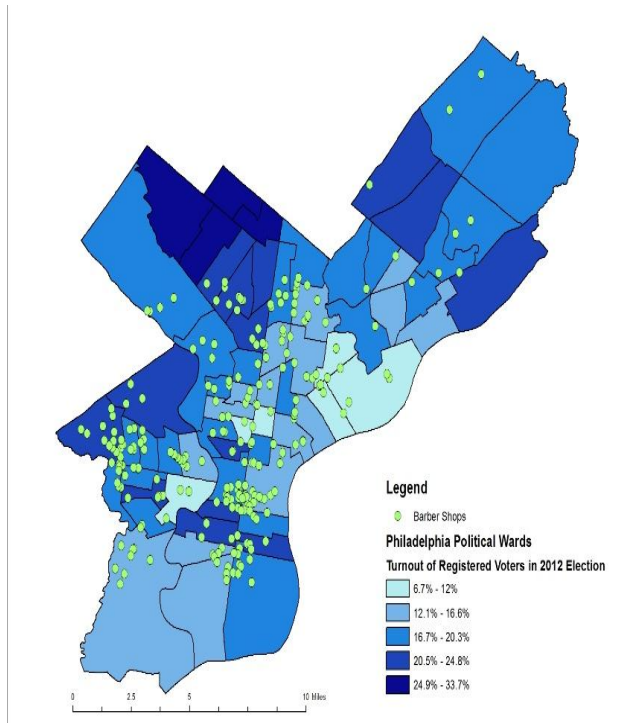 Legend
Barber Shops
Philadelphia Political Wards
Turnout of Registered Voters in 2012 Election
6.7% - 12%
12.1% - 16.6%
16.7% - 20.3%
20.5% - 24.8%
24.9% - 33.7%
0 2.5 5 10 Miles